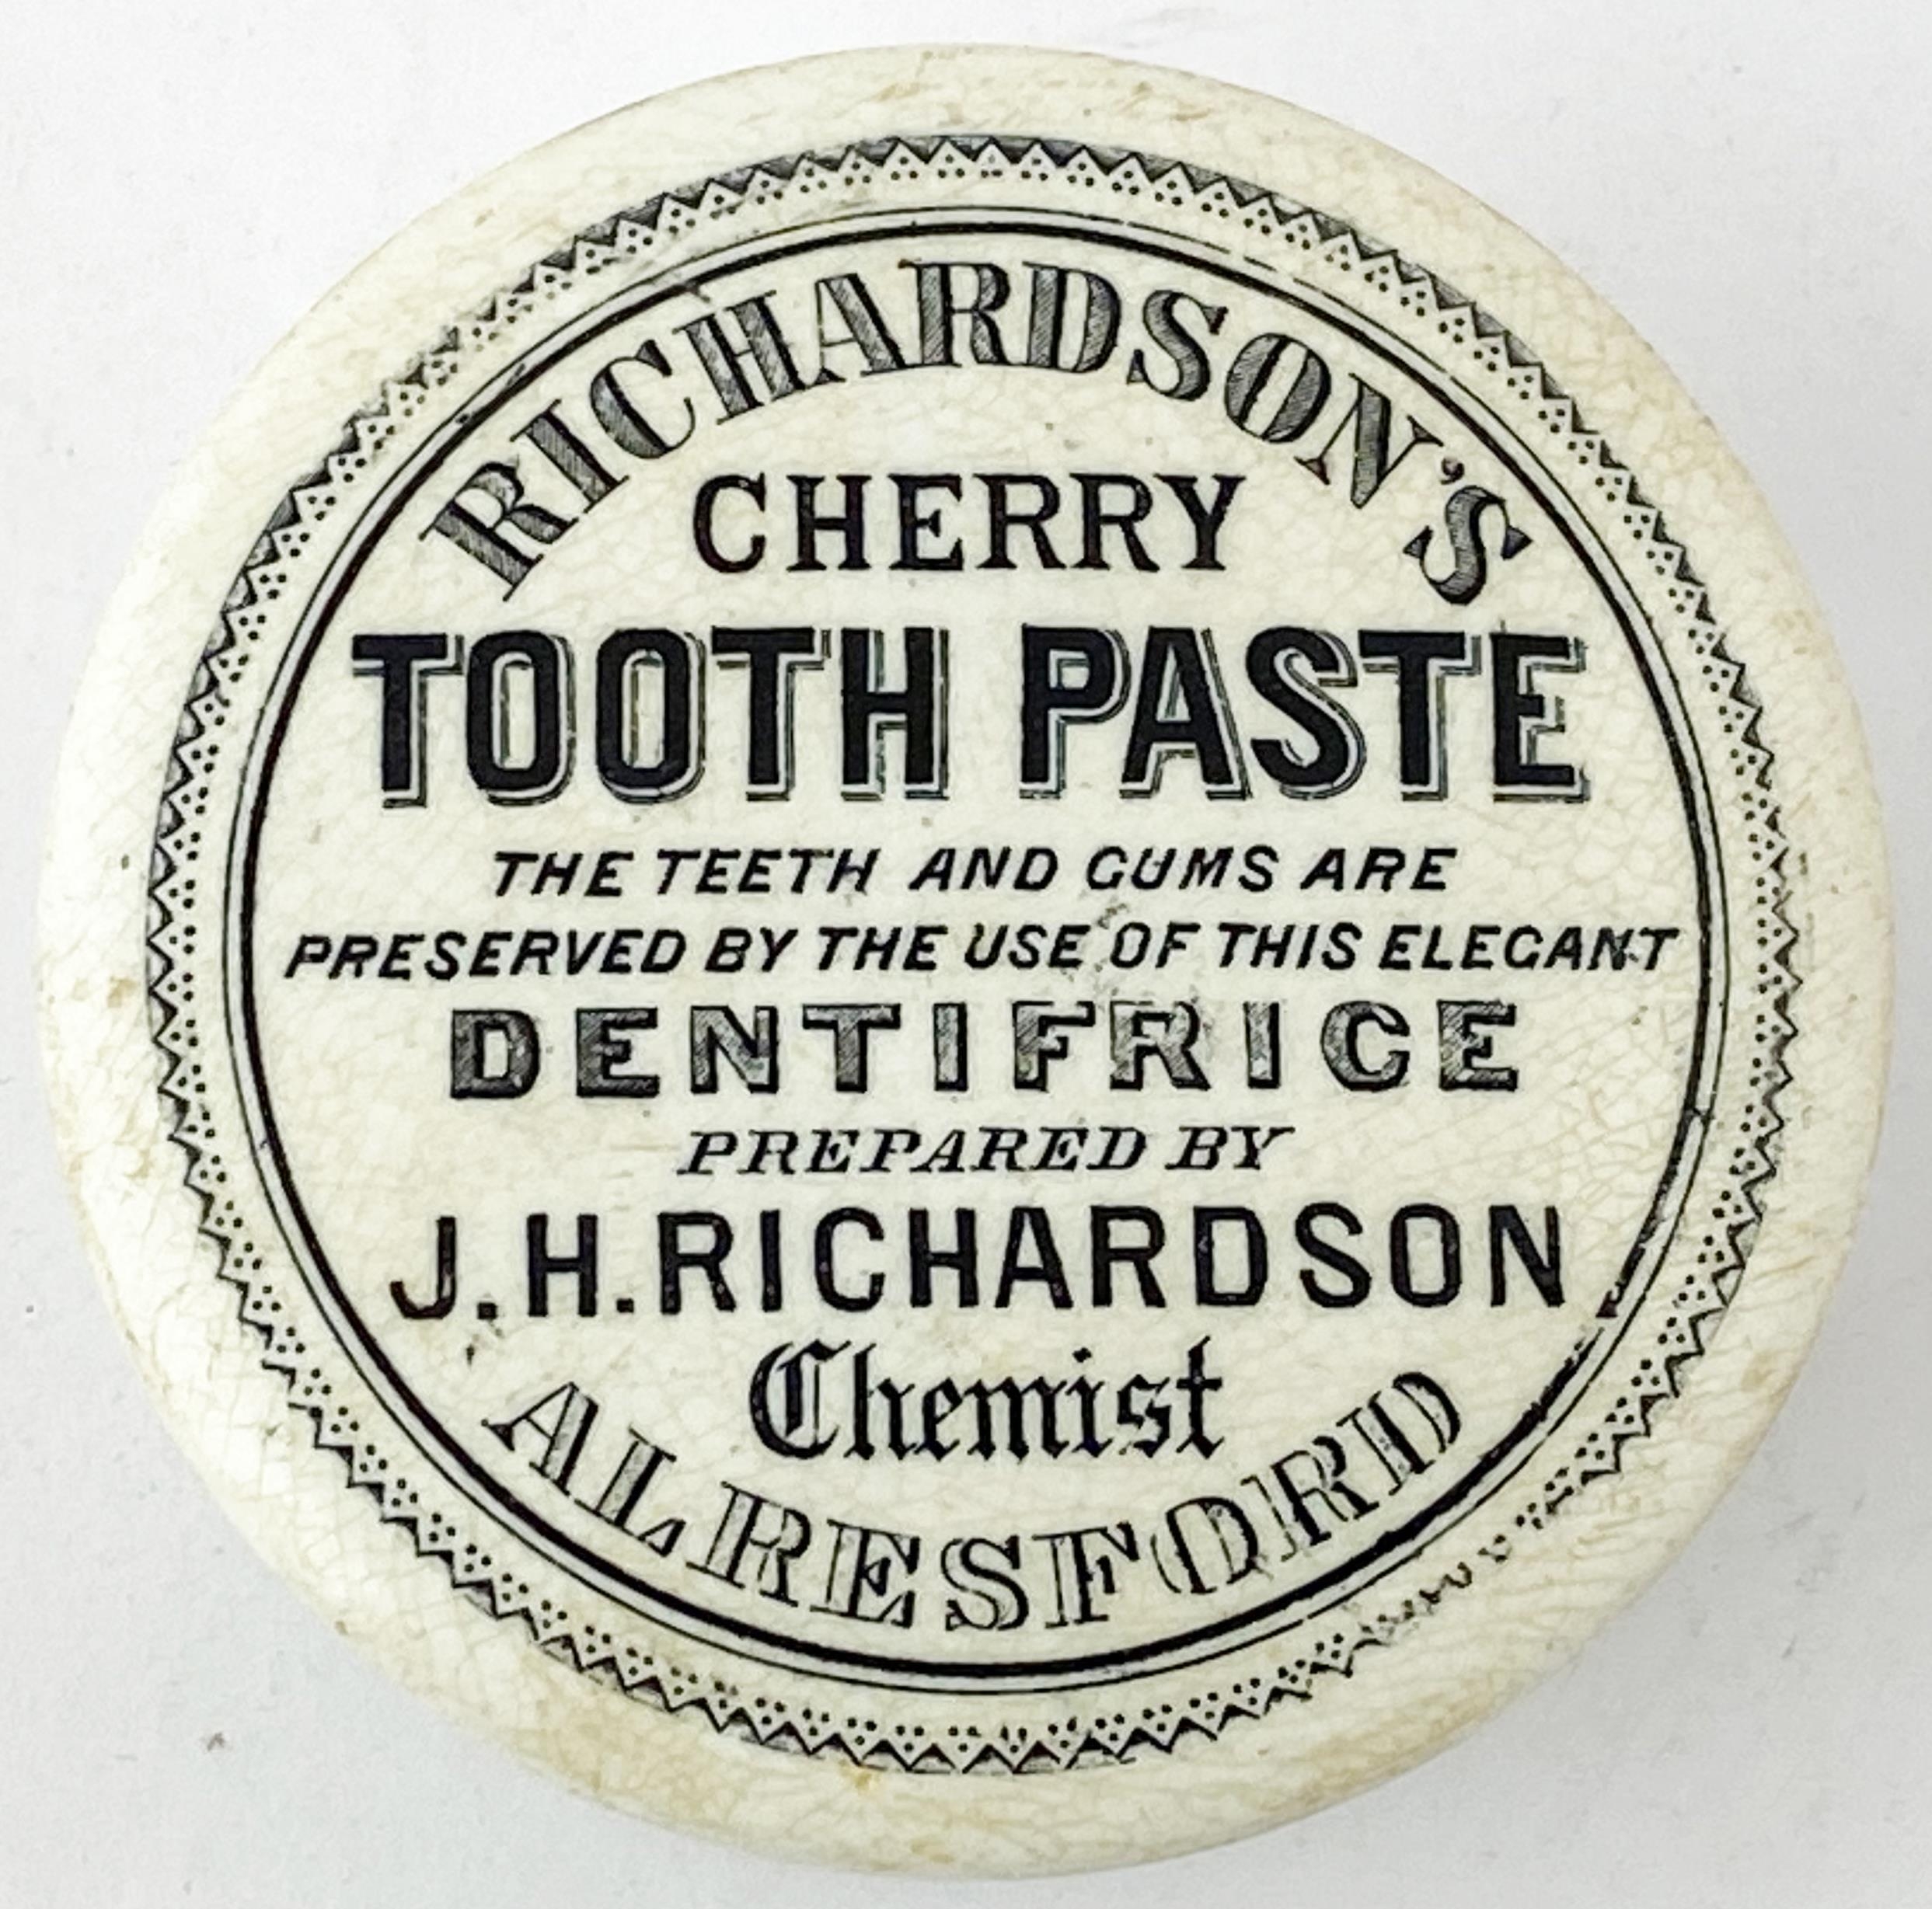 RICHARDSON'S
CHERRY
TOOTH PASTE
THE TEETH AND GUMS ARE
PRESERVED BY THE USE OF THIS ELEGANT
DENTIFRICE
PREPARED BY
J.H.RICHARDSON
Chemist
ALRESFORD